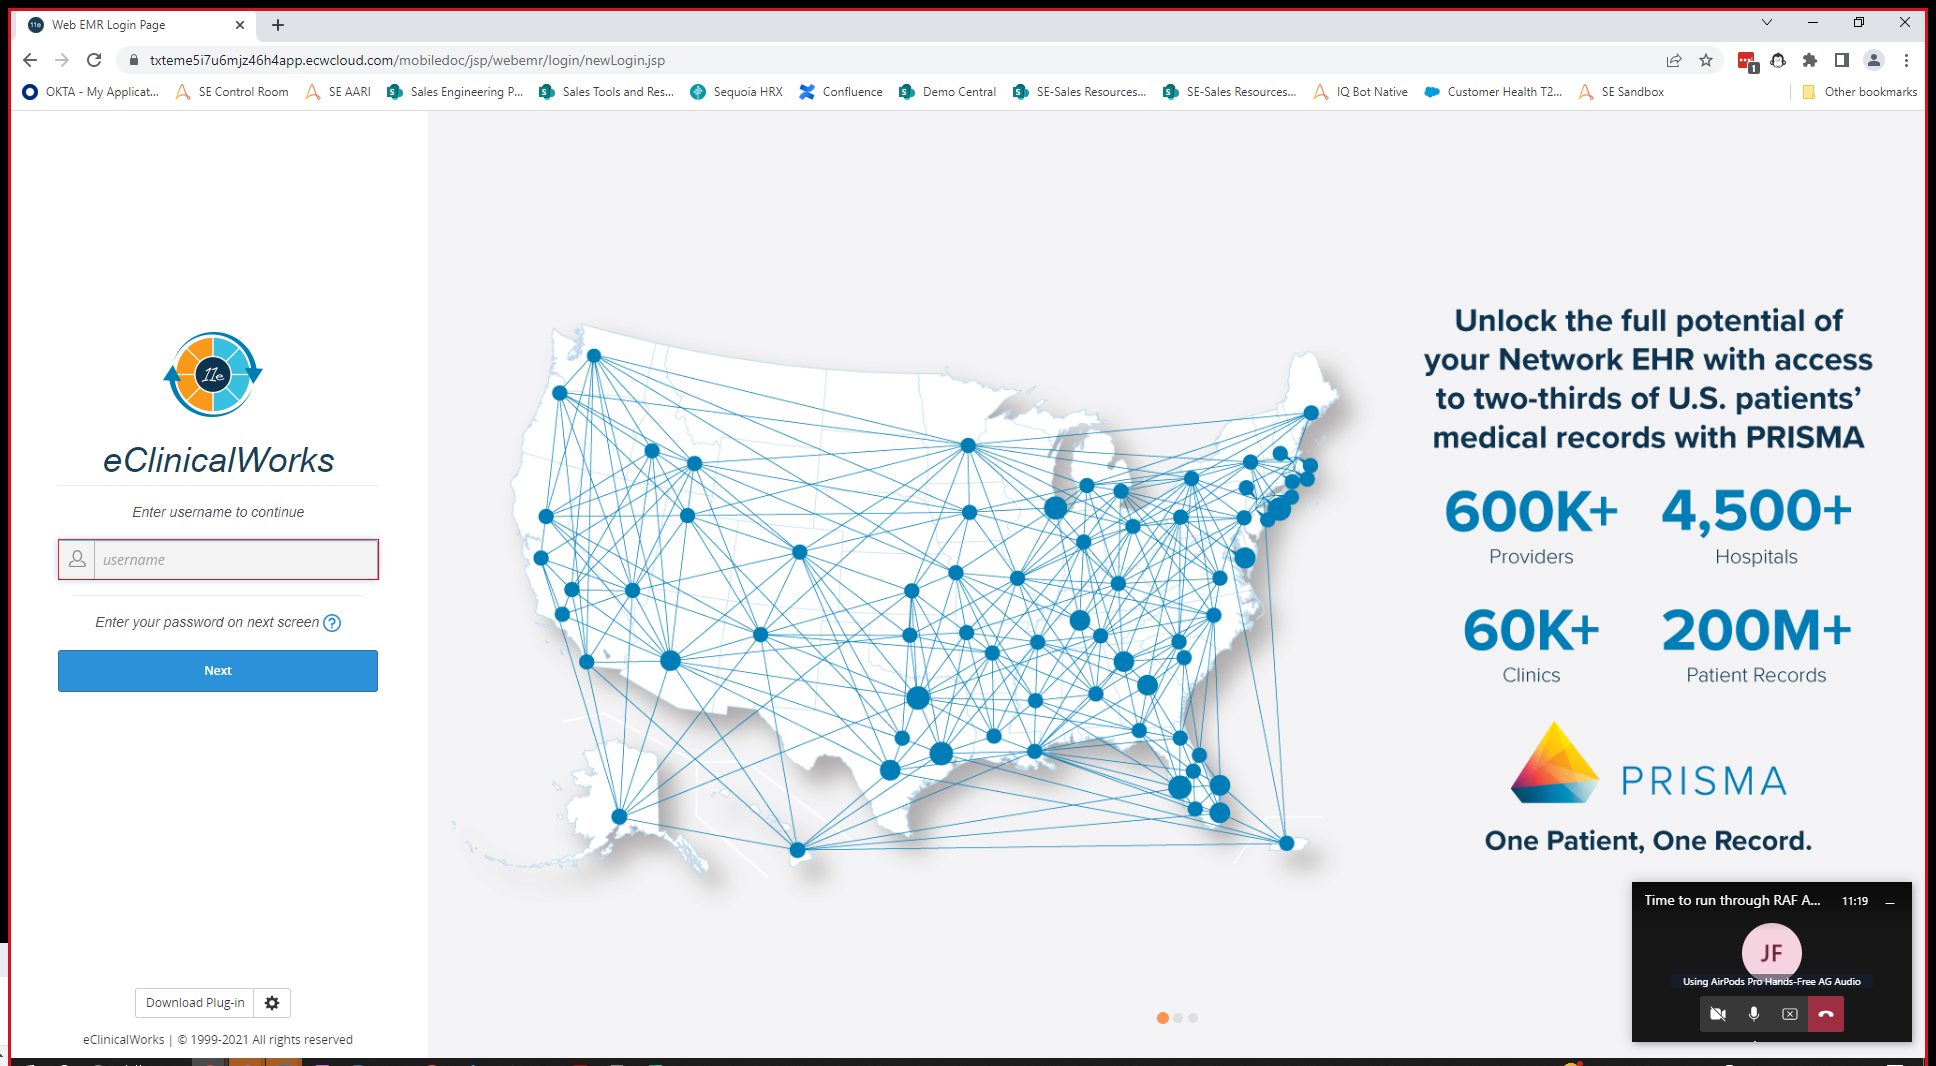 11e Web EMR Login Page
txteme5i7u6mjz46h4app.ecwcloud.com/mobiledoc/jsp/webemr/login/newLogin.jsp
1
OKTA - My Applicat... SE Control Room SE AARI Sales Engineering P... Sales Tools and Res... Sequoia HRX Confluence Demo Central SE-Sales Resources... SE-Sales Resources... IQ Bot Native Customer Health T2... SE Sandbox Other bookmarks
11e
eClinicalWorks
Enter username to continue
username
Enter your password on next screen ?
Next
Download Plug-in
eClinicalWorks | © 1999-2021 All rights reserved
Unlock the full potential of
your Network EHR with access
to two-thirds of U.S. patients’
medical records with PRISMA
600K+ 4,500+
Providers Hospitals
60K+ 200M+
Clinics Patient Records
PRISMA
One Patient, One Record.
Time to run through RAF A... 11:19
JF
Using AirPods Pro Hands-Free AG Audio